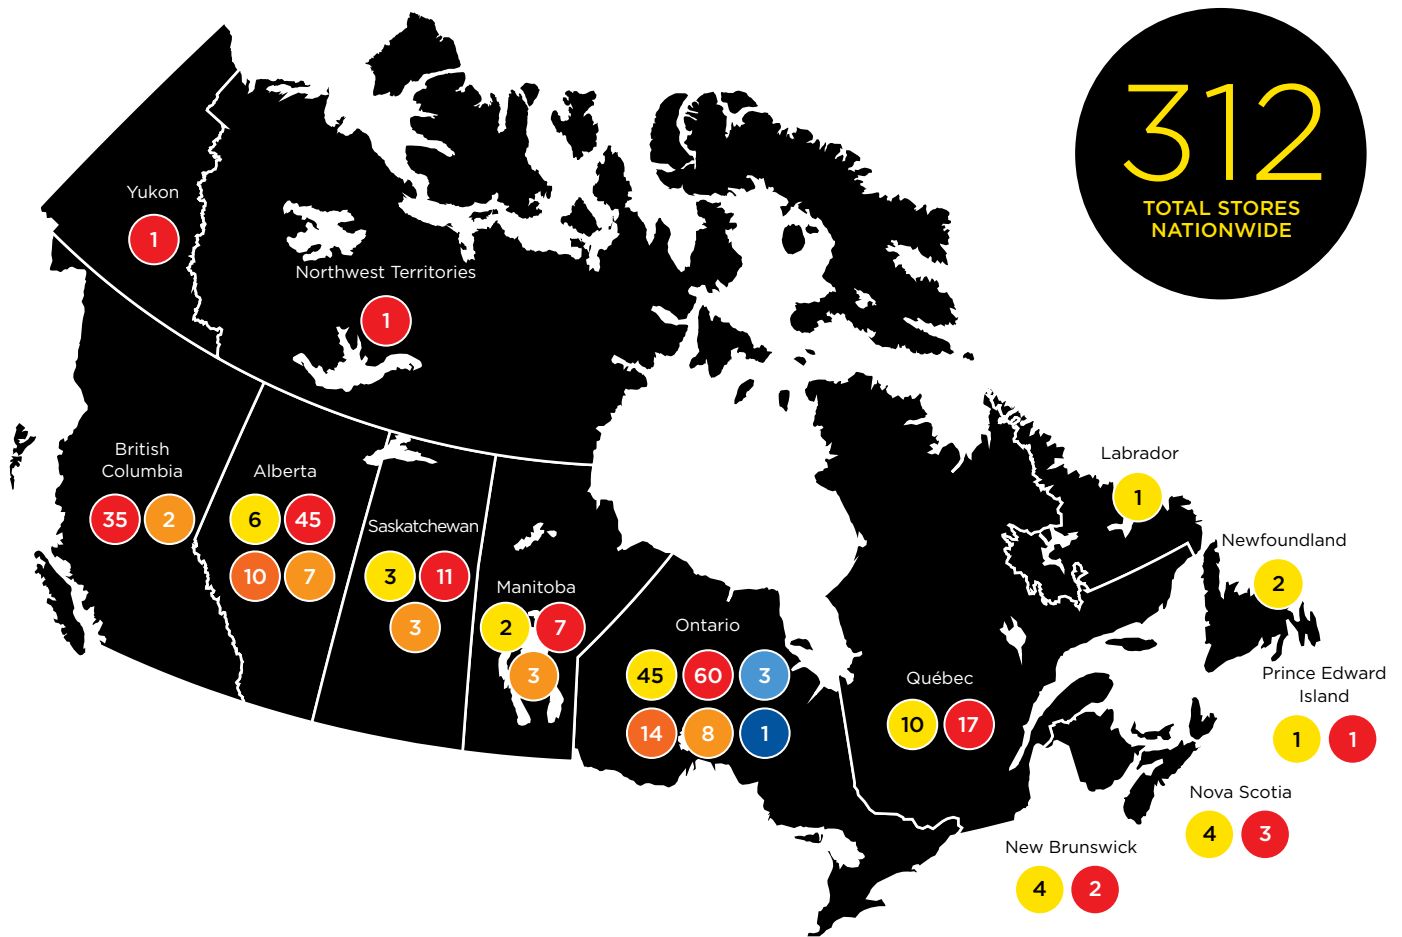 312
TOTAL STORES
NATIONWIDE
Yukon
1
Northwest Territories
1
British
Columbia
35 2
Alberta
6 45
10 7
Saskatchewan
3 11
3
Manitoba
2 7
3
Ontario
45 60 3
14 8 1
Québec
10 17
Labrador
1
Newfoundland
2
Prince Edward
Island
1 1
Nova Scotia
4 3
New Brunswick
4 2